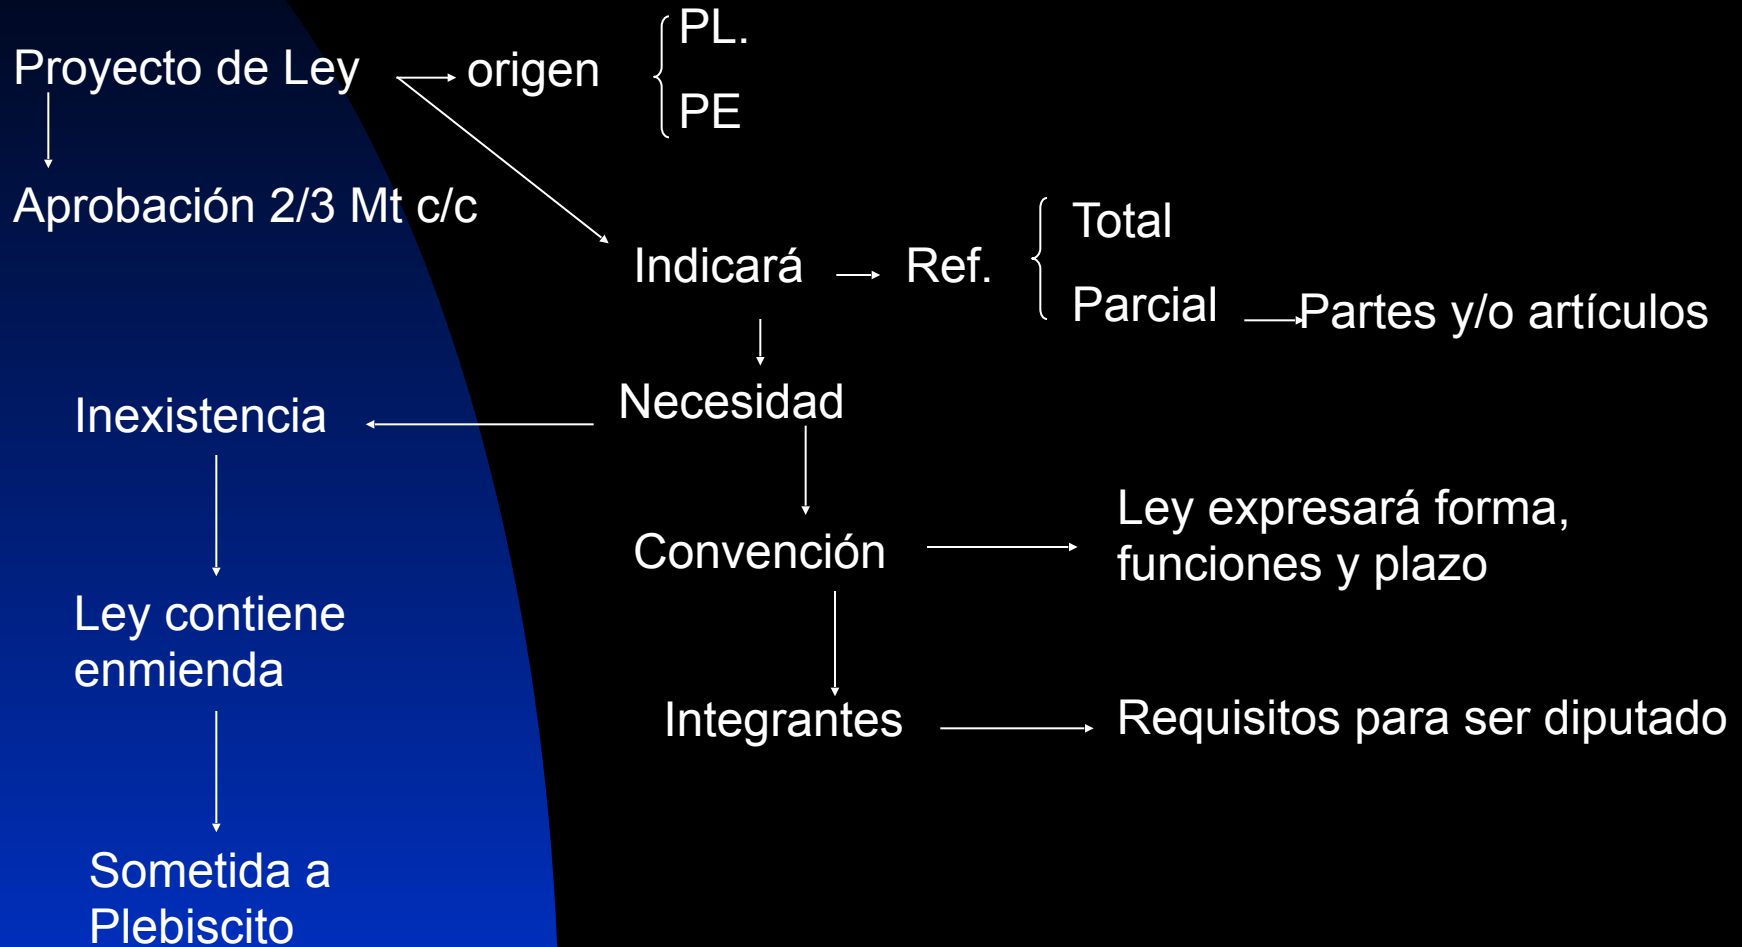 PL.
Proyecto de Ley
origen
PE
Aprobación 2/3 Mt c/c
Total
Indicará
Ref.
Parcial
Partes y/o artículos
Necesidad
Inexistencia
Ley expresará forma,
funciones y plazo
Convención
Ley contiene
enmienda
Integrantes
Requisitos para ser diputado
Sometida a
Plebiscito